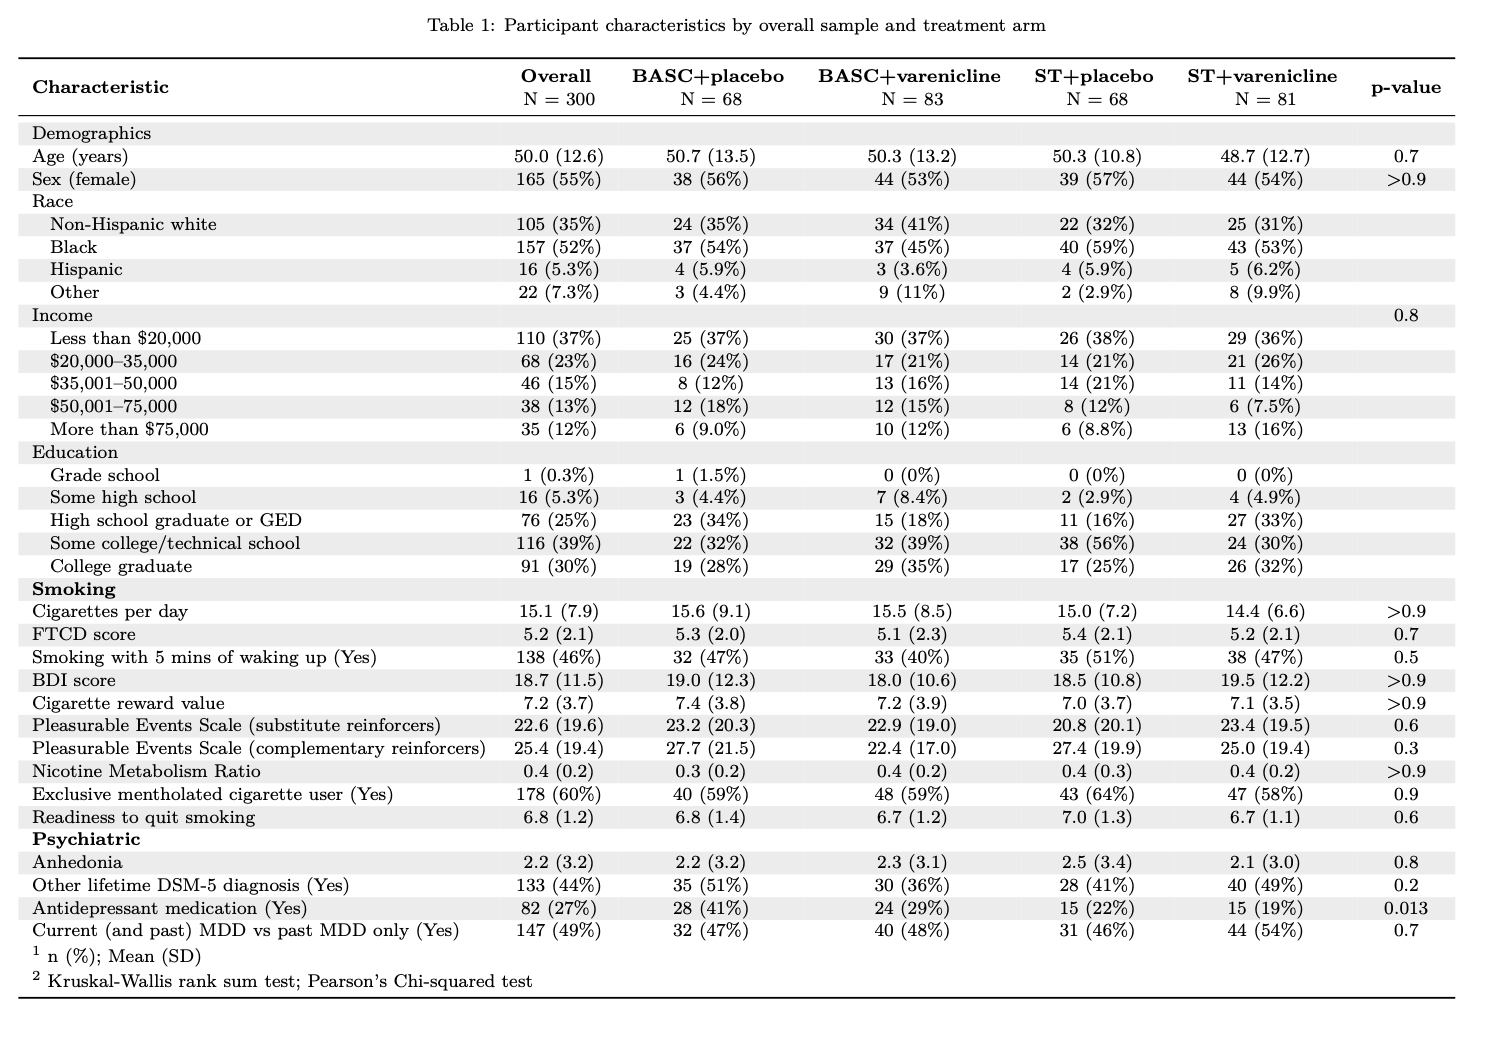 Table 1: Participant characteristics by overall sample and treatment arm
Characteristic Overall N = 300 BASC+placebo N = 68 BASC+varenicline N = 83 ST+placebo N = 68 ST+varenicline N = 81 p-value
Demographics
Age (years) 50.0 (12.6) 50.7 (13.5) 50.3 (13.2) 50.3 (10.8) 48.7 (12.7) 0.7
Sex (female) 165 (55%) 38 (56%) 44 (53%) 39 (57%) 44 (54%) >0.9
Race
Non-Hispanic white 105 (35%) 24 (35%) 34 (41%) 22 (32%) 25 (31%)
Black 157 (52%) 37 (54%) 37 (45%) 40 (59%) 43 (53%)
Hispanic 16 (5.3%) 4 (5.9%) 3 (3.6%) 4 (5.9%) 5 (6.2%)
Other 22 (7.3%) 3 (4.4%) 9 (11%) 2 (2.9%) 8 (9.9%)
Income 0.8
Less than $20,000 110 (37%) 25 (37%) 30 (37%) 26 (38%) 29 (36%)
$20,000–35,000 68 (23%) 16 (24%) 17 (21%) 14 (21%) 21 (26%)
$35,001–50,000 46 (15%) 8 (12%) 13 (16%) 14 (21%) 11 (14%)
$50,001–75,000 38 (13%) 12 (18%) 12 (15%) 8 (12%) 6 (7.5%)
More than $75,000 35 (12%) 6 (9.0%) 10 (12%) 6 (8.8%) 13 (16%)
Education
Grade school 1 (0.3%) 1 (1.5%) 0 (0%) 0 (0%) 0 (0%)
Some high school 16 (5.3%) 3 (4.4%) 7 (8.4%) 2 (2.9%) 4 (4.9%)
High school graduate or GED 76 (25%) 23 (34%) 15 (18%) 11 (16%) 27 (33%)
Some college/technical school 116 (39%) 22 (32%) 32 (39%) 38 (56%) 24 (30%)
College graduate 91 (30%) 19 (28%) 29 (35%) 17 (25%) 26 (32%)
Smoking
Cigarettes per day 15.1 (7.9) 15.6 (9.1) 15.5 (8.5) 15.0 (7.2) 14.4 (6.6) >0.9
FTCD score 5.2 (2.1) 5.3 (2.0) 5.1 (2.3) 5.4 (2.1) 5.2 (2.1) 0.7
Smoking with 5 mins of waking up (Yes) 138 (46%) 32 (47%) 33 (40%) 35 (51%) 38 (47%) 0.5
BDI score 18.7 (11.5) 19.0 (12.3) 18.0 (10.6) 18.5 (10.8) 19.5 (12.2) >0.9
Cigarette reward value 7.2 (3.7) 7.4 (3.8) 7.2 (3.9) 7.0 (3.7) 7.1 (3.5) >0.9
Pleasurable Events Scale (substitute reinforcers) 22.6 (19.6) 23.2 (20.3) 22.9 (19.0) 20.8 (20.1) 23.4 (19.5) 0.6
Pleasurable Events Scale (complementary reinforcers) 25.4 (19.4) 27.7 (21.5) 22.4 (17.0) 27.4 (19.9) 25.0 (19.4) 0.3
Nicotine Metabolism Ratio 0.4 (0.2) 0.3 (0.2) 0.4 (0.2) 0.4 (0.3) 0.4 (0.2) >0.9
Exclusive mentholated cigarette user (Yes) 178 (60%) 40 (59%) 48 (59%) 43 (64%) 47 (58%) 0.9
Readiness to quit smoking 6.8 (1.2) 6.8 (1.4) 6.7 (1.2) 7.0 (1.3) 6.7 (1.1) 0.6
Psychiatric
Anhedonia 2.2 (3.2) 2.2 (3.2) 2.3 (3.1) 2.5 (3.4) 2.1 (3.0) 0.8
Other lifetime DSM-5 diagnosis (Yes) 133 (44%) 35 (51%) 30 (36%) 28 (41%) 40 (49%) 0.2
Antidepressant medication (Yes) 82 (27%) 28 (41%) 24 (29%) 15 (22%) 15 (19%) 0.013
Current (and past) MDD vs past MDD only (Yes) 147 (49%) 32 (47%) 40 (48%) 31 (46%) 44 (54%) 0.7
1 n (%); Mean (SD)
2 Kruskal-Wallis rank sum test; Pearson's Chi-squared test